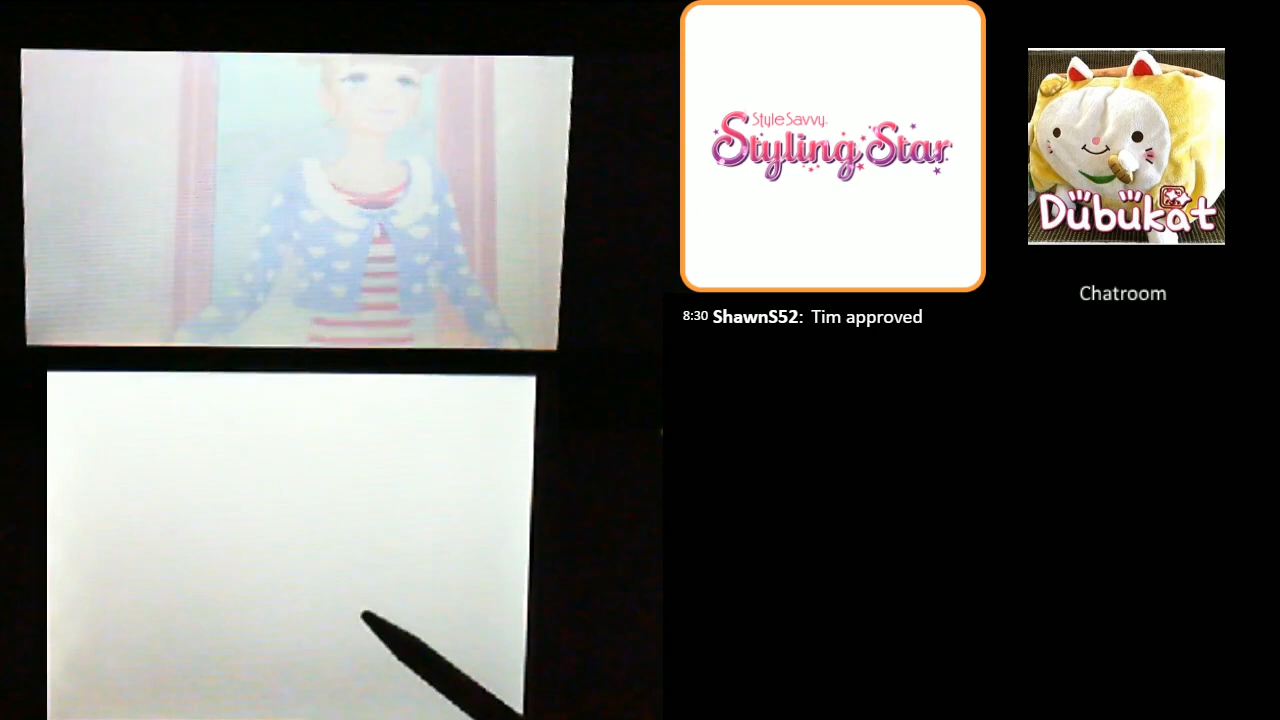 Style Savvy
Styling Star
Dubukat
Chatroom
8:30 ShawnS52: Tim approved